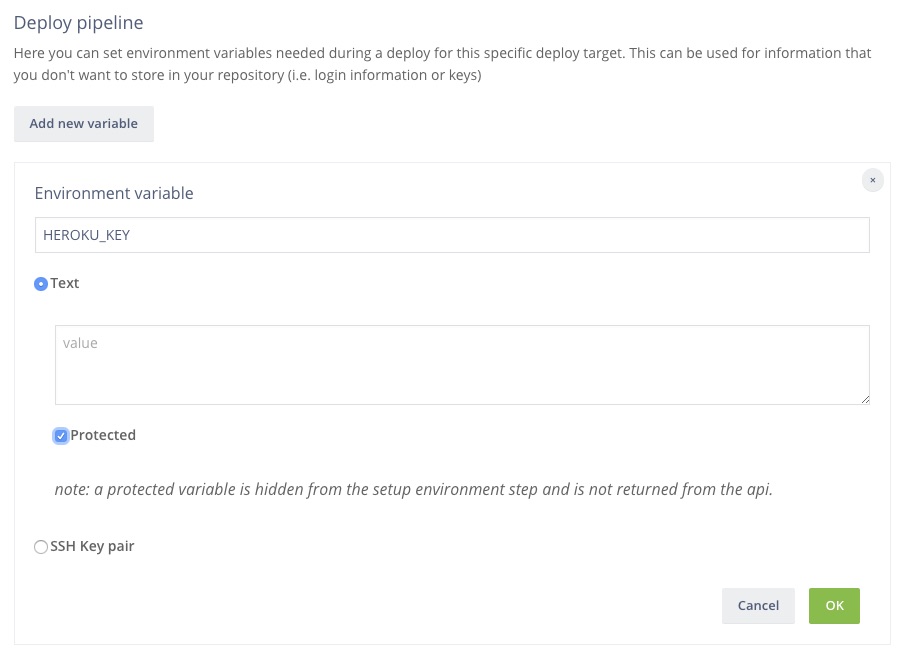 Deploy pipeline
Here you can set environment variables needed during a deploy for this specific deploy target. This can be used for information that
you don't want to store in your repository (i.e. login information or keys)
Add new variable
×
Environment variable
HEROKU_KEY
Text
value
Protected
note: a protected variable is hidden from the setup environment step and is not returned from the api.
SSH Key pair
Cancel OK